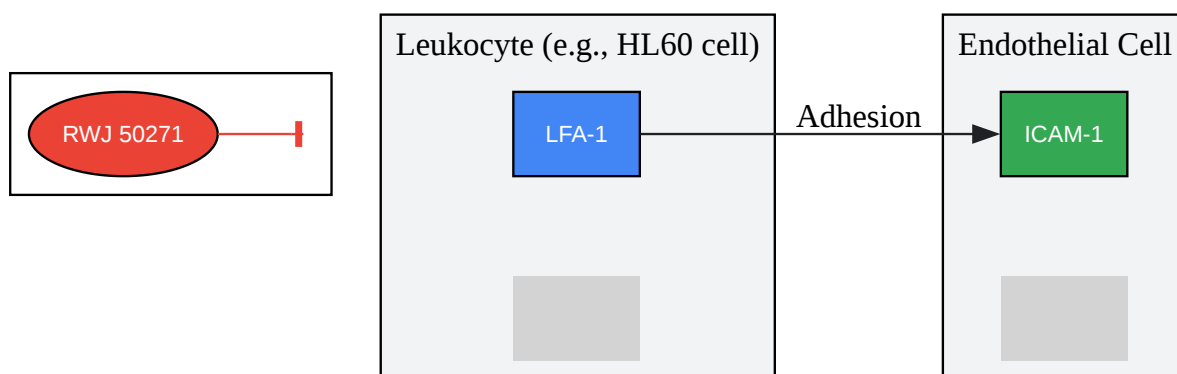 Leukocyte (e.g., HL60 cell)
Endothelial Cell
RWJ 50271
LFA-1
Adhesion
ICAM-1